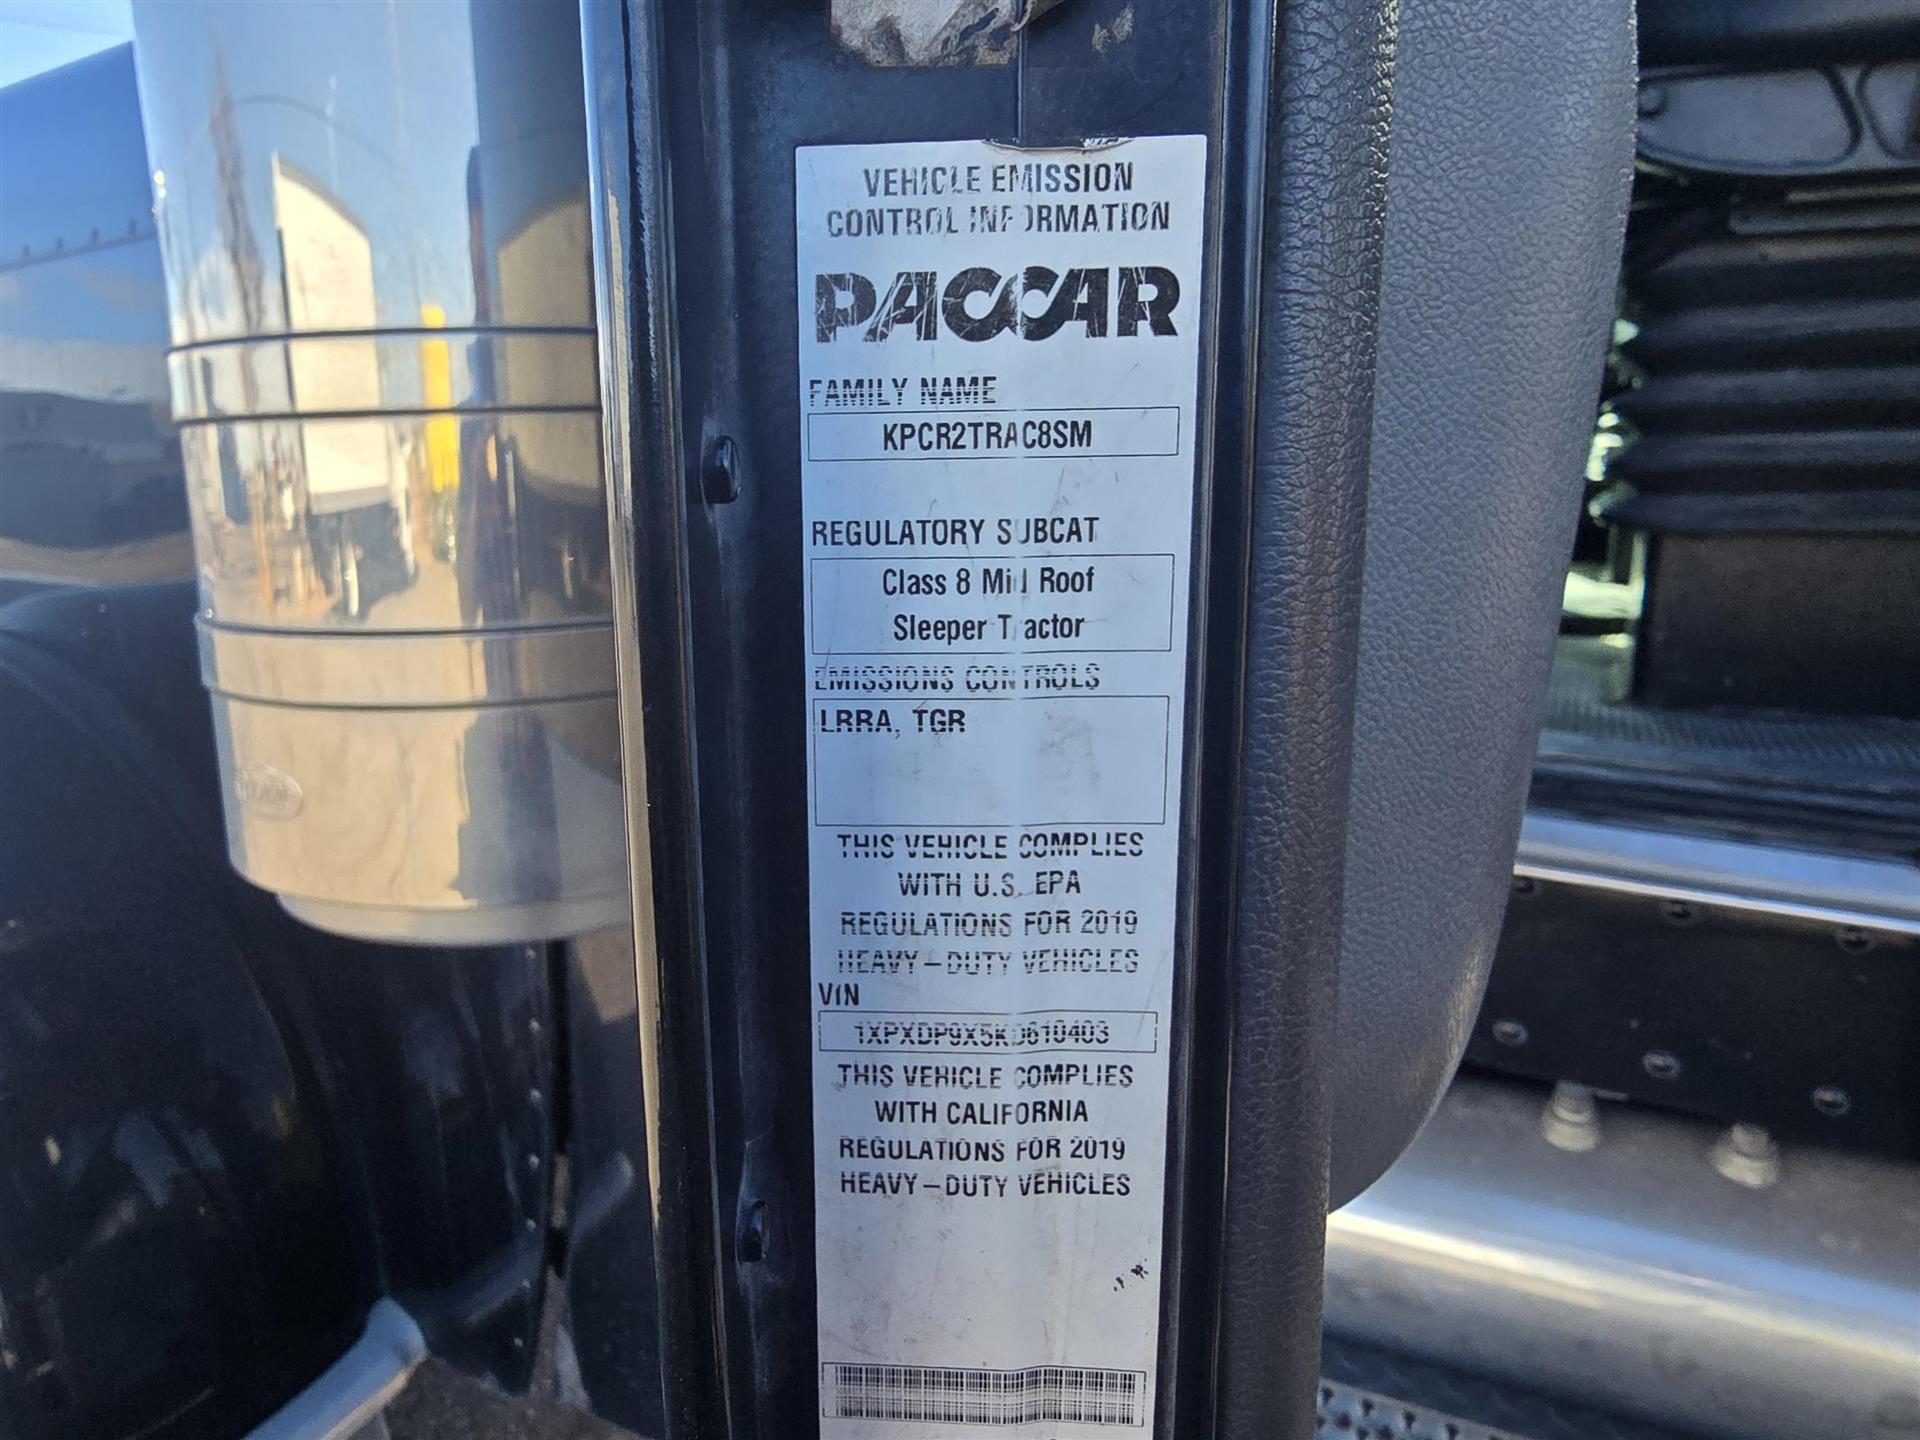 VEHICLE EMISSION
CONTROL INFORMATION
PACCAR
FAMILY NAME
KPCR2TRAC8SM
REGULATORY SUBCAT
Class 8 Mid Roof
Sleeper Tractor
EMISSIONS CONTROLS
LRRA, TGR
THIS VEHICLE COMPLIES
WITH U.S. EPA
REGULATIONS FOR 2019
HEAVY-DUTY VEHICLES
VIN
1XPXDP9X5KD610403
THIS VEHICLE COMPLIES
WITH CALIFORNIA
REGULATIONS FOR 2019
HEAVY-DUTY VEHICLES